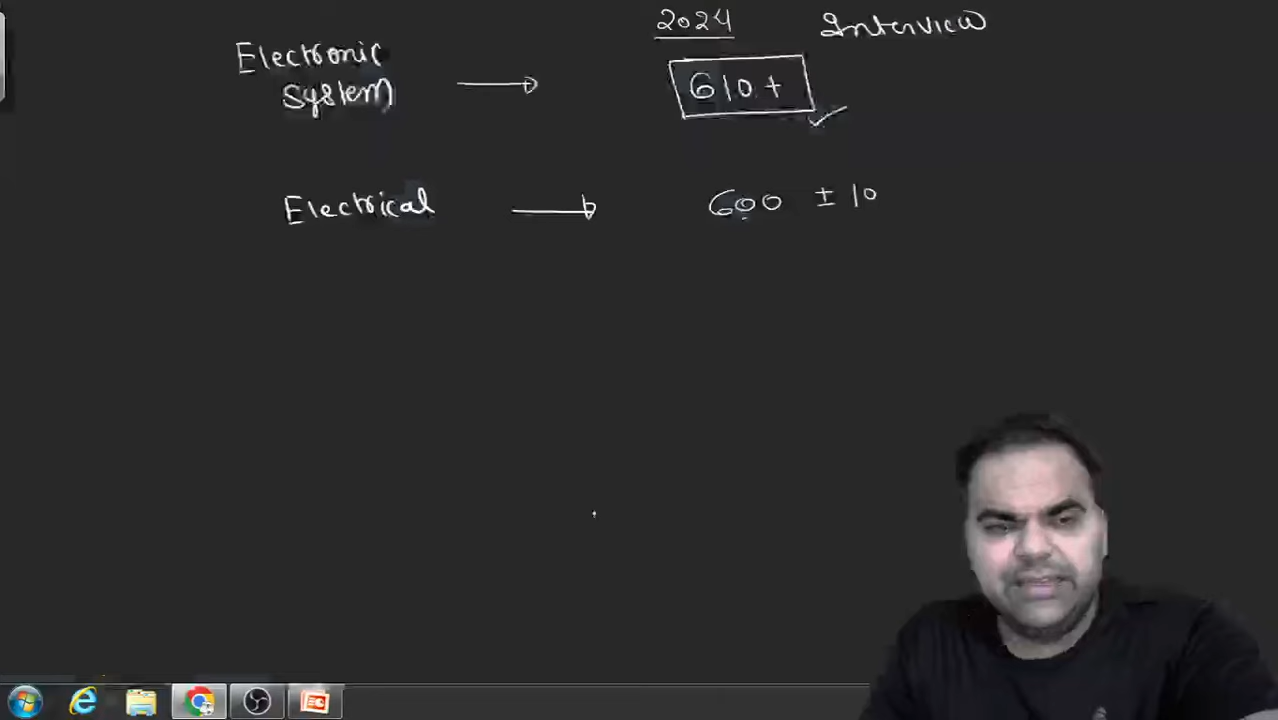 2024 Interview
Electronic
System → 610+ ✓
Electrical → 600 ± 10